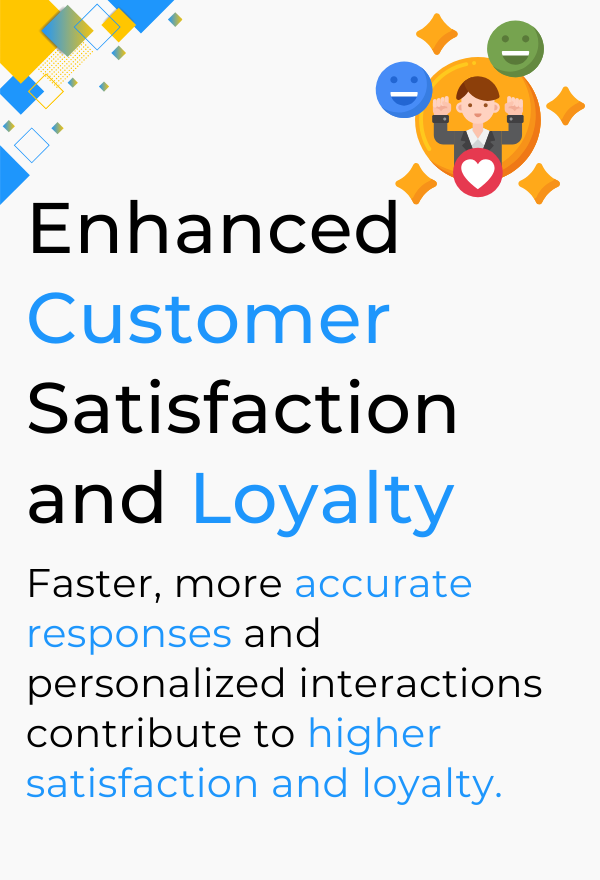 Enhanced
Customer
Satisfaction
and Loyalty
Faster, more accurate
responses and
personalized interactions
contribute to higher
satisfaction and loyalty.